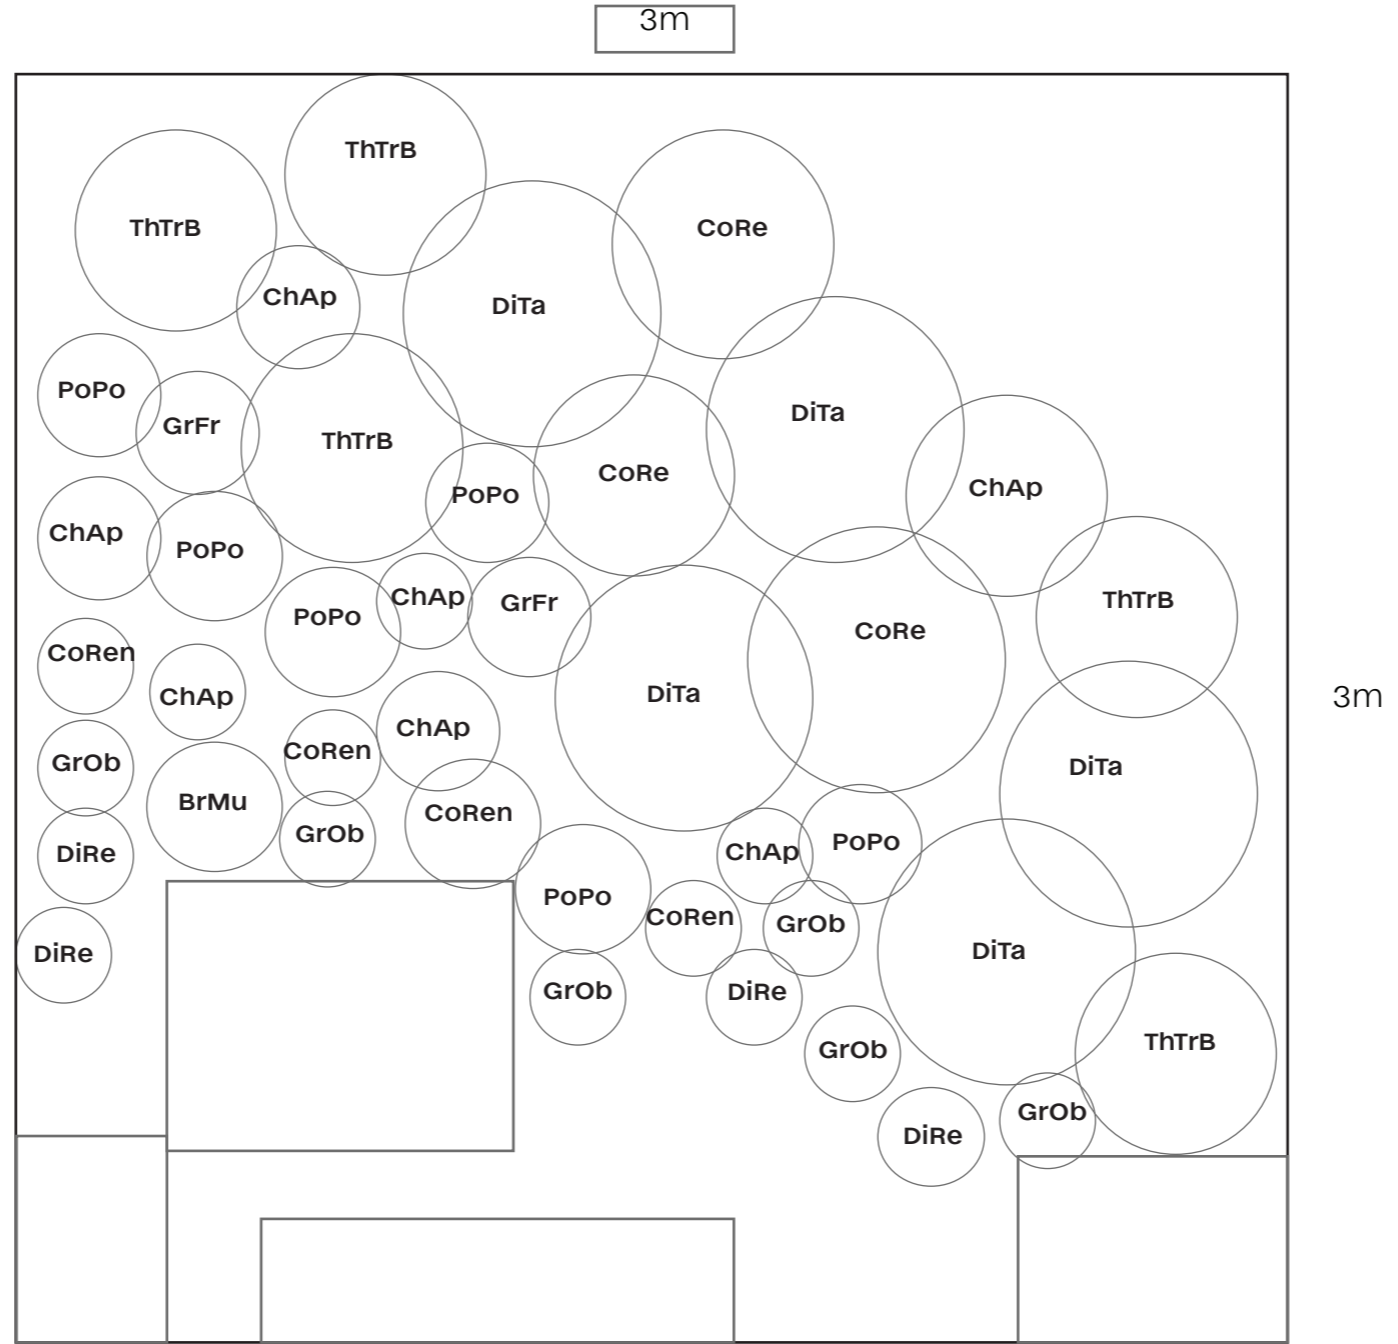 3m
ThTrB
ThTrB
CoRe
ChAp
DiTa
PoPo
GrFr
ThTrB
DiTa
CoRe
PoPo
ChAp
ChAp
PoPo
ChAp
GrFr
ThTrB
PoPo
CoRe
CoRen
ChAp
DiTa
3m
ChAp
CoRen
GrOb
DiTa
BrMu
CoRen
GrOb
DiRe
ChAp
PoPo
PoPo
CoRen
GrOb
DiRe
DiTa
GrOb
DiRe
GrOb
ThTrB
GrOb
DiRe